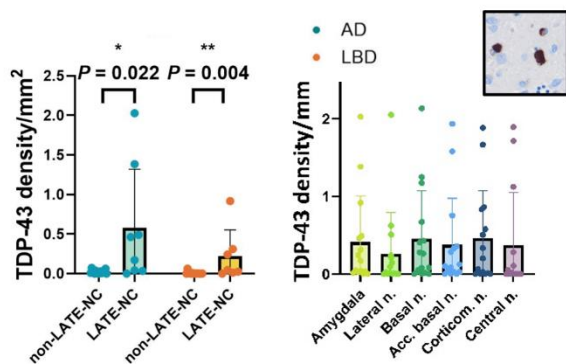 * **
P = 0.022 P = 0.004
TDP-43 density/mm²
2.5
2.0
1.5
1.0
0.5
0.0
non-LATE-NC
LATE-NC
non-LATE-NC
LATE-NC
AD
LBD
TDP-43 density/mm
2
1
0
Amygdala
Lateral n.
Basal n.
Acc. basal n.
Corticom. n.
Central n.